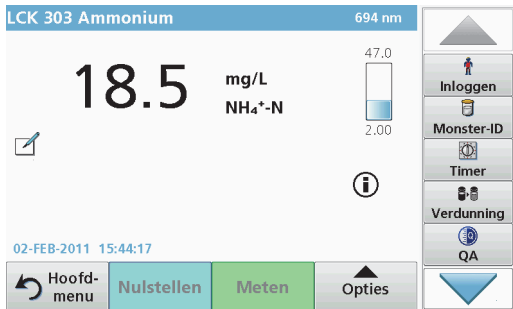 LCK 303 Ammonium 694 nm
47.0
18.5 mg/L
NH₄⁺-N
2.00
i
02-FEB-2011 15:44:17
Hoofd-
menu
Nulstellen
Meten
Opties
Inloggen
Monster-ID
Timer
Verdunning
QA